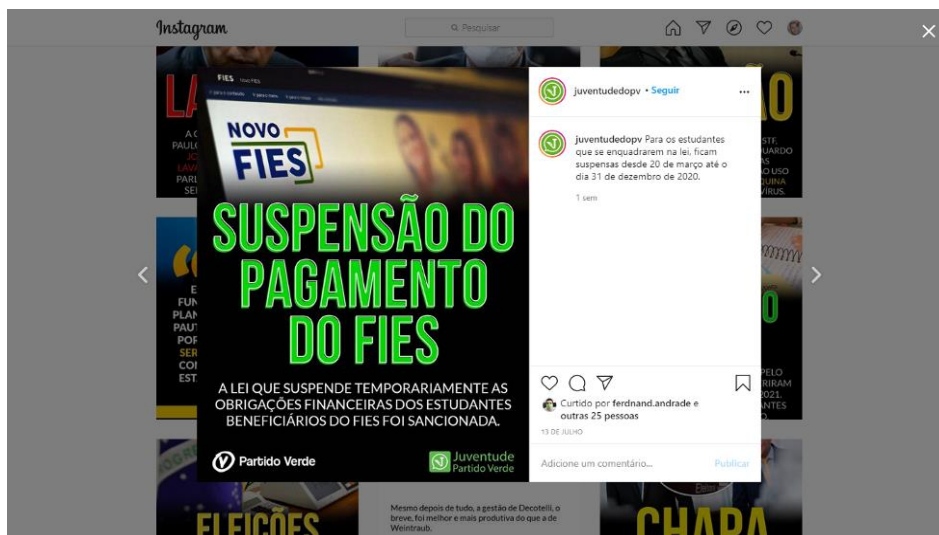 Instagram
Pesquisar
FIES Novo FIES
NOVO
FIES
SUSPENSÃO DO
PAGAMENTO
DO FIES
A LEI QUE SUSPENDE TEMPORARIAMENTE AS
OBRIGAÇÕES FINANCEIRAS DOS ESTUDANTES
BENEFICIÁRIOS DO FIES FOI SANCIONADA.
Partido Verde
Juventude
Partido Verde
juventudedopv • Seguir
juventudedopv Para os estudantes
que se enquadrarem na lei, ficam
suspensas desde 20 de março até o
dia 31 de dezembro de 2020.
1 sem
Curtido por ferdnand.andrade e
outras 25 pessoas
13 DE JULHO
Adicione um comentário...
Publicar
ELEIÇÕES
Mesmo depois de tudo, a gestão de Decotelli, o
breve, foi melhor e mais produtiva do que a de
Weintraub.
CHAPA